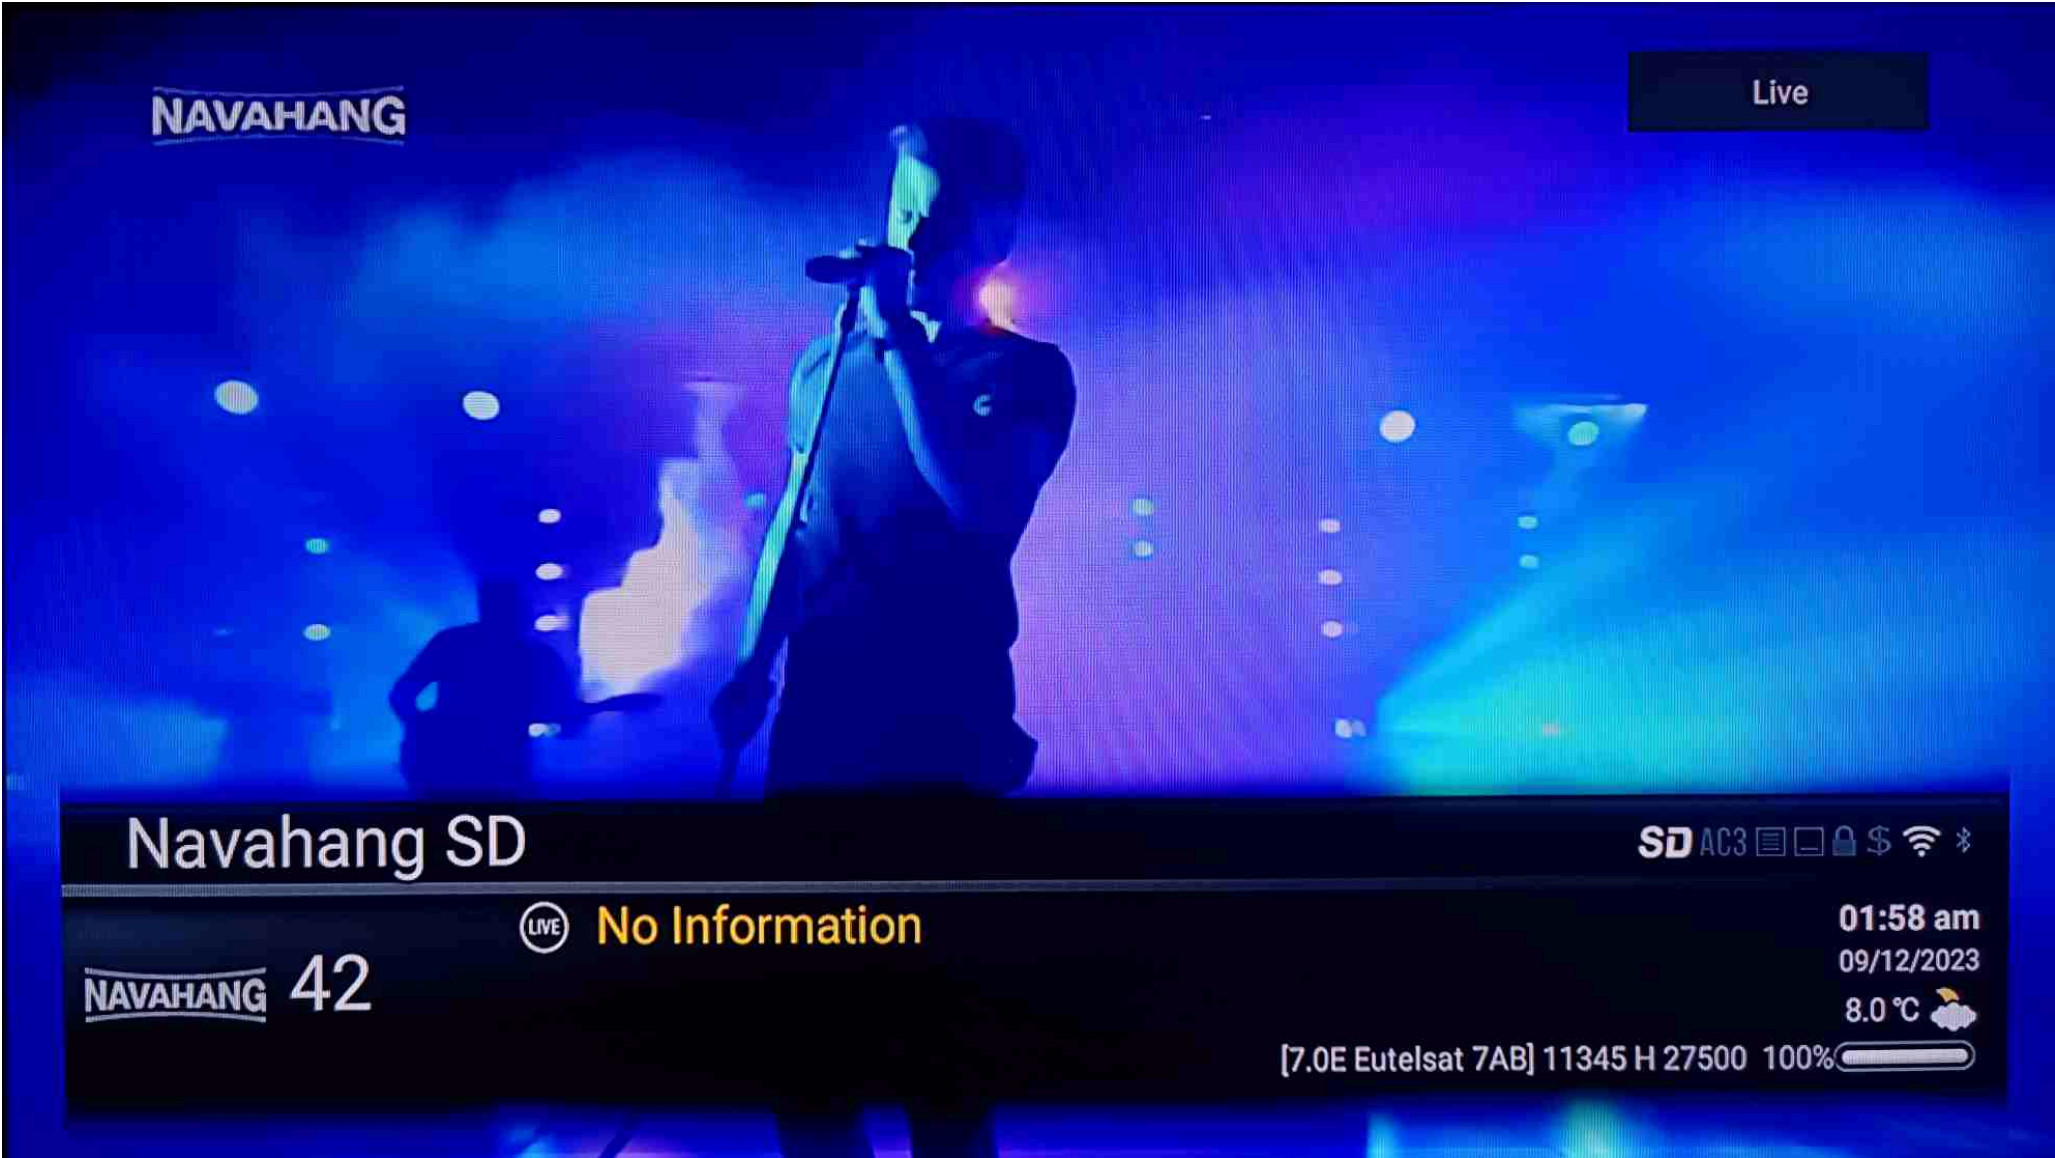 NAVAHANG
Live
Navahang SD
SD AC3 $
LIVE No Information
01:58 am
09/12/2023
NAVAHANG 42
8.0 °C
[7.0E Eutelsat 7AB] 11345 H 27500 100%